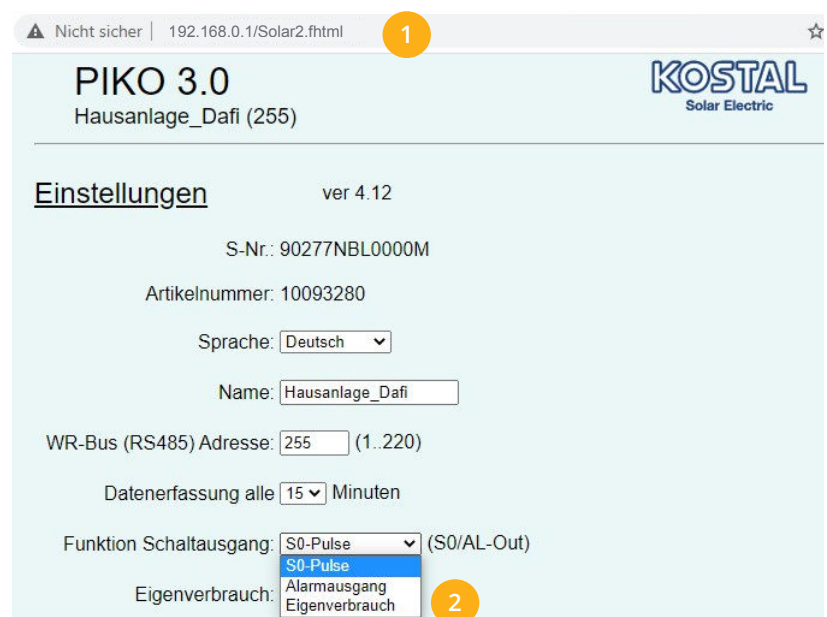 Nicht sicher | 192.168.0.1/Solar2.fhtml 1
PIKO 3.0
Hausanlage_Dafi (255)
KOSTAL
Solar Electric
Einstellungen ver 4.12
S-Nr.: 90277NBL0000M
Artikelnummer: 10093280
Sprache: Deutsch
Name: Hausanlage_Dafi
WR-Bus (RS485) Adresse: 255 (1..220)
Datenerfassung alle 15 Minuten
Funktion Schaltausgang: S0-Pulse (S0/AL-Out)
S0-Pulse
Alarmausgang
Eigenverbrauch: Eigenverbrauch 2